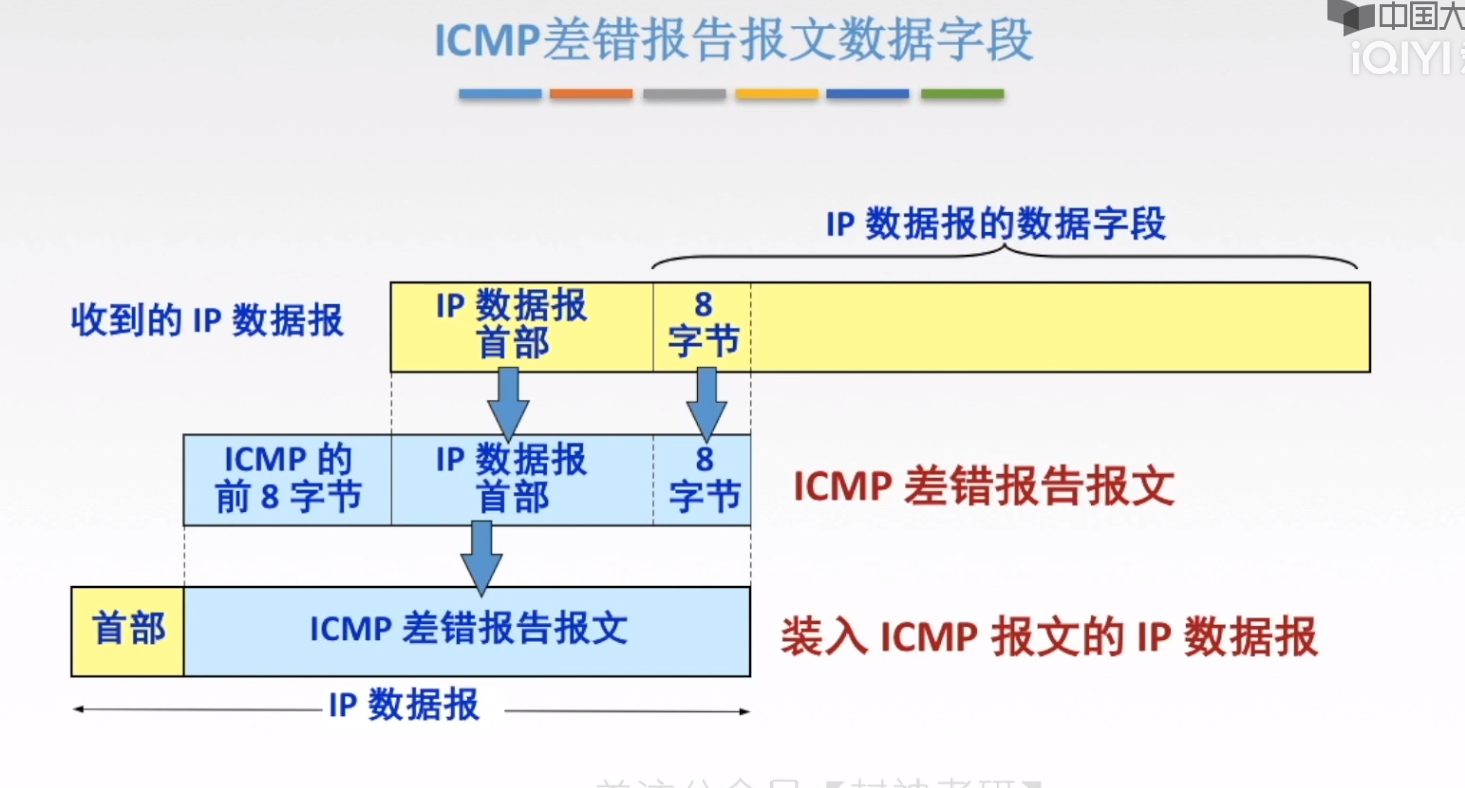 ICMP差错报告报文数据字段
中国大
iQIYI
IP 数据报的数据字段
收到的 IP 数据报
IP 数据报
首部
8
字节
ICMP 的
前 8 字节
IP 数据报
首部
8
字节
ICMP 差错报告报文
首部
ICMP 差错报告报文
装入 ICMP 报文的 IP 数据报
IP 数据报